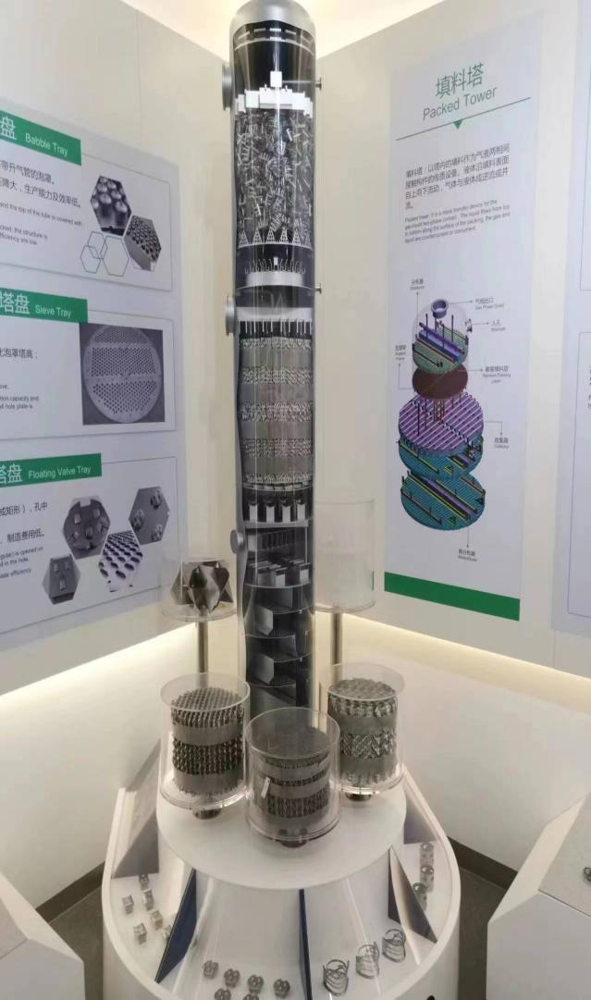 盘 Babble Tray
带升气管的泡罩。
降大，生产能力及效率低。
and the top of the tube is covered with
ocked, the structure is
efficiency are low.
塔盘 Sieve Tray
化泡罩塔高；
ove.
tion capacity and
hole plate is
塔盘 Floating Valve Tray
或矩形），孔中
、制造费用低。
gular) is opened on
d in the hole.
plate efficiency
填料塔
Packed Tower
填料塔：以塔内的填料作为气液两相间
接触构件的传质设备，液体沿填料表面
自上向下流动，气体与液体成逆流或并
流。
Packed tower: it is a mass transfer device for the
gas-liquid two-phase contact. The liquid flows from top
to bottom along the surface of the packing, the gas and
liquid are countercurrent or concurrent.
分布器
Distributor
气相出口
Gas Phase Outlet
人孔
Manhole
支撑架
Support Frame
散堆填料层
Random Packing
Layer
收集器
Collector
再分布器
Redistributor